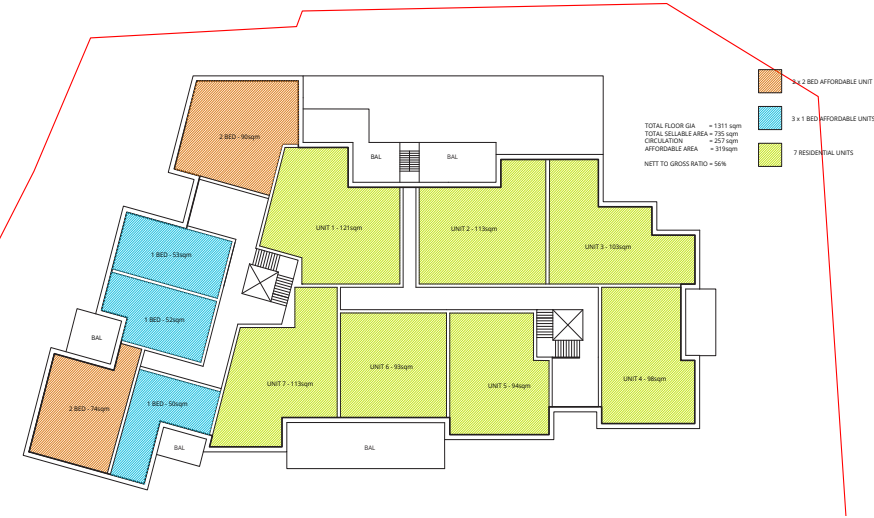 2 x 2 BED AFFORDABLE UNIT
2 BED - 90sqm
3 x 1 BED AFFORDABLE UNITS
TOTAL FLOOR GIA = 1311 sqm
TOTAL SELLABLE AREA = 735 sqm
CIRCULATION = 257 sqm
AFFORDABLE AREA = 319sqm
NETT TO GROSS RATIO = 56%
7 RESIDENTIAL UNITS
BAL
BAL
UNIT 1 - 121sqm
UNIT 2 - 113sqm
UNIT 3 - 103sqm
1 BED - 53sqm
1 BED - 52sqm
BAL
UNIT 6 - 93sqm
UNIT 7 - 113sqm
UNIT 5 - 94sqm
UNIT 4 - 98sqm
2 BED - 74sqm
1 BED - 50sqm
BAL
BAL